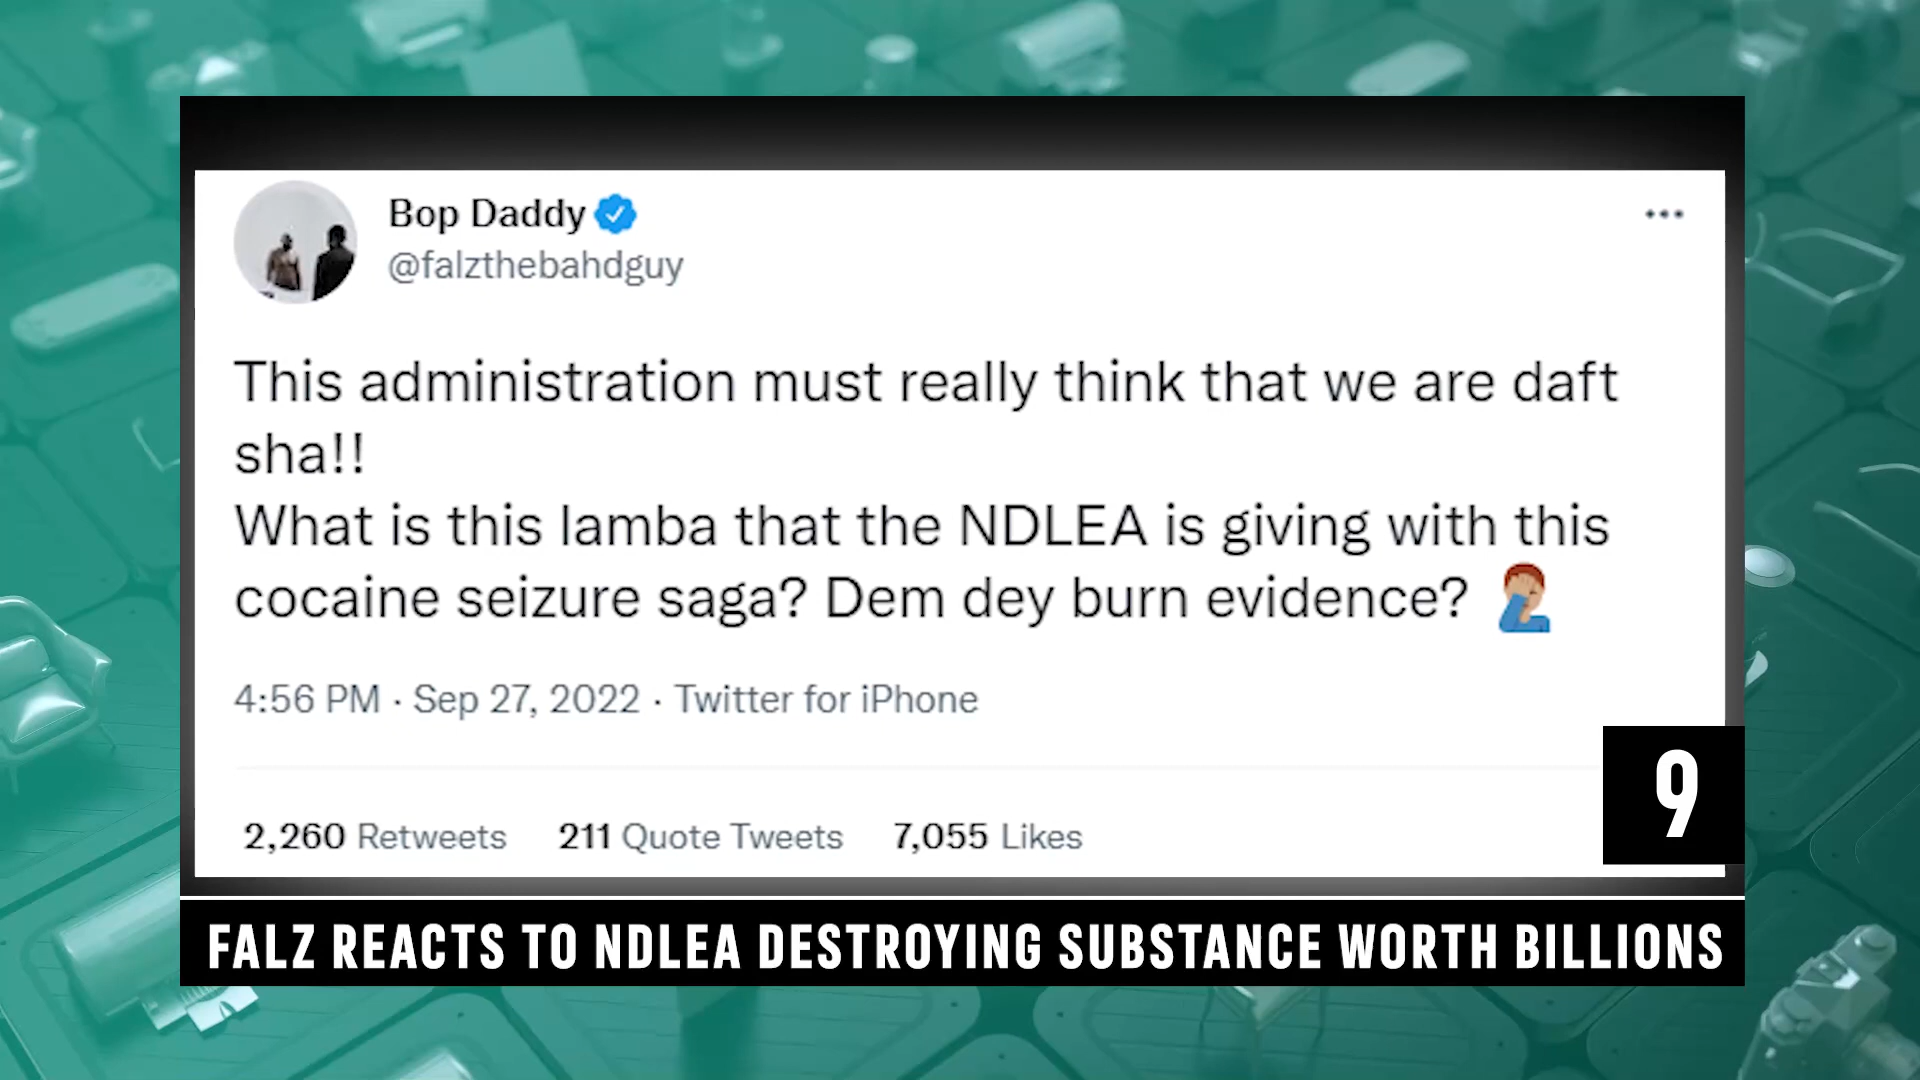 Bop Daddy
@falzthebahdguy
This administration must really think that we are daft
sha!!
What is this lamba that the NDLEA is giving with this
cocaine seizure saga? Dem dey burn evidence? 🤦🏽‍♂️
4:56 PM · Sep 27, 2022 · Twitter for iPhone
2,260 Retweets 211 Quote Tweets 7,055 Likes
9
FALZ REACTS TO NDLEA DESTROYING SUBSTANCE WORTH BILLIONS